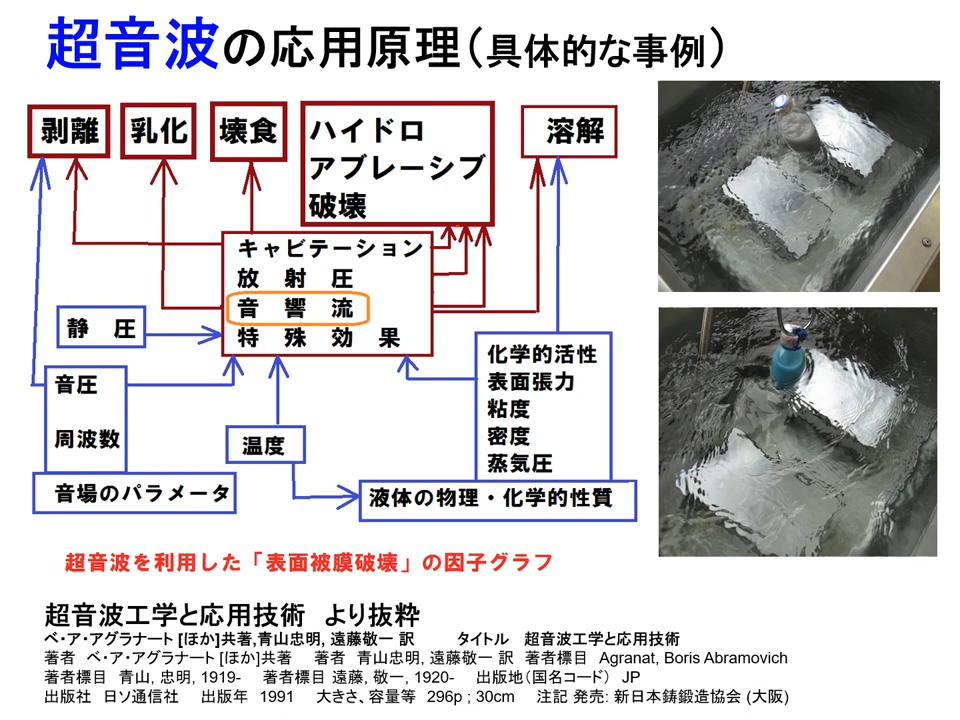 超音波の応用原理（具体的な事例）
剥離
乳化
壊食
ハイドロ
アブレーシブ
破壊
溶解
キャビテーション
放射圧
音響流
特殊効果
静圧
音圧
周波数
音場のパラメータ
温度
化学的活性
表面張力
粘度
密度
蒸気圧
液体の物理・化学的性質
超音波を利用した「表面被膜破壊」の因子グラフ
超音波工学と応用技術　より抜粋
ベ・ア・アグラナート [ほか]共著,青山忠明, 遠藤敬一 訳　　タイトル　超音波工学と応用技術
著者　ベ・ア・アグラナート [ほか]共著　著者　青山忠明, 遠藤敬一 訳　著者標目　Agranat, Boris Abramovich
著者標目　青山, 忠明, 1919-　著者標目 遠藤, 敬一, 1920-　出版地（国名コード）　JP
出版社　日ソ通信社　出版年　1991　大きさ、容量等　296p ; 30cm　注記 発売: 新日本鋳鍛造協会 (大阪)